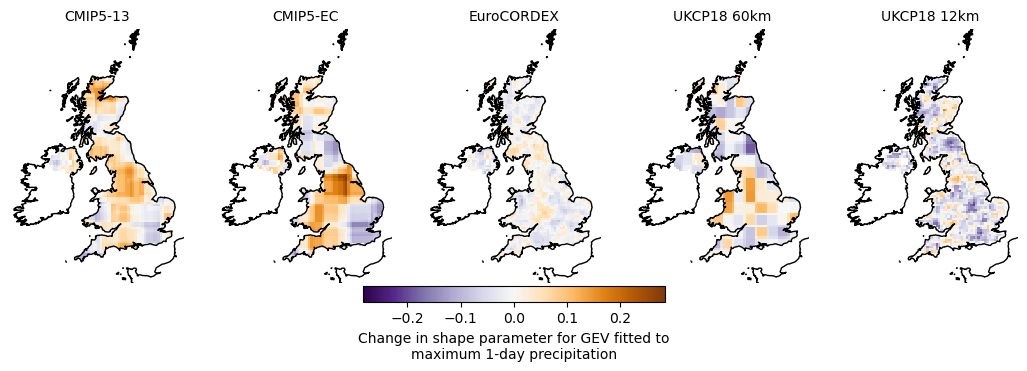 CMIP5-13
CMIP5-EC
EuroCORDEX
UKCP18 60km
UKCP18 12km
−0.2
−0.1
0.0
0.1
0.2
Change in shape parameter for GEV fitted to
maximum 1-day precipitation